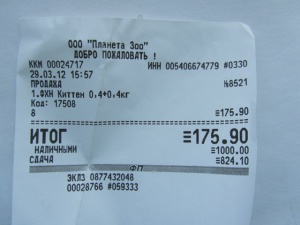 ООО "Планета Зоо"
ДОБРО ПОЖАЛОВАТЬ !
ККМ 00024717 ИНН 005406674779 #0330
29.03.12 15:57
ПРОДАЖА №8521
1.ФХН Киттен 0,4+0,4кг
Код: 17508
8 ≡175.90
ИТОГ ≡175.90
НАЛИЧНЫМИ ≡1000.00
СДАЧА ≡824.10
ФП
ЭКЛЗ 0877432048
00028766 #059333